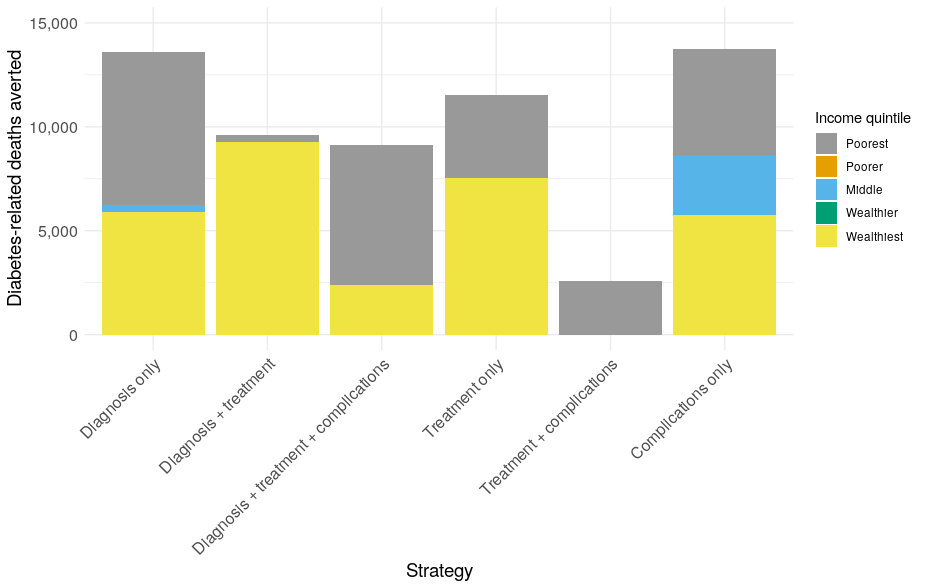 15,000
10,000
5,000
0
Diabetes-related deaths averted
Diagnosis only
Diagnosis + treatment
Diagnosis + treatment + complications
Treatment only
Treatment + complications
Complications only
Strategy
Income quintile
Poorest
Poorer
Middle
Wealthier
Wealthiest